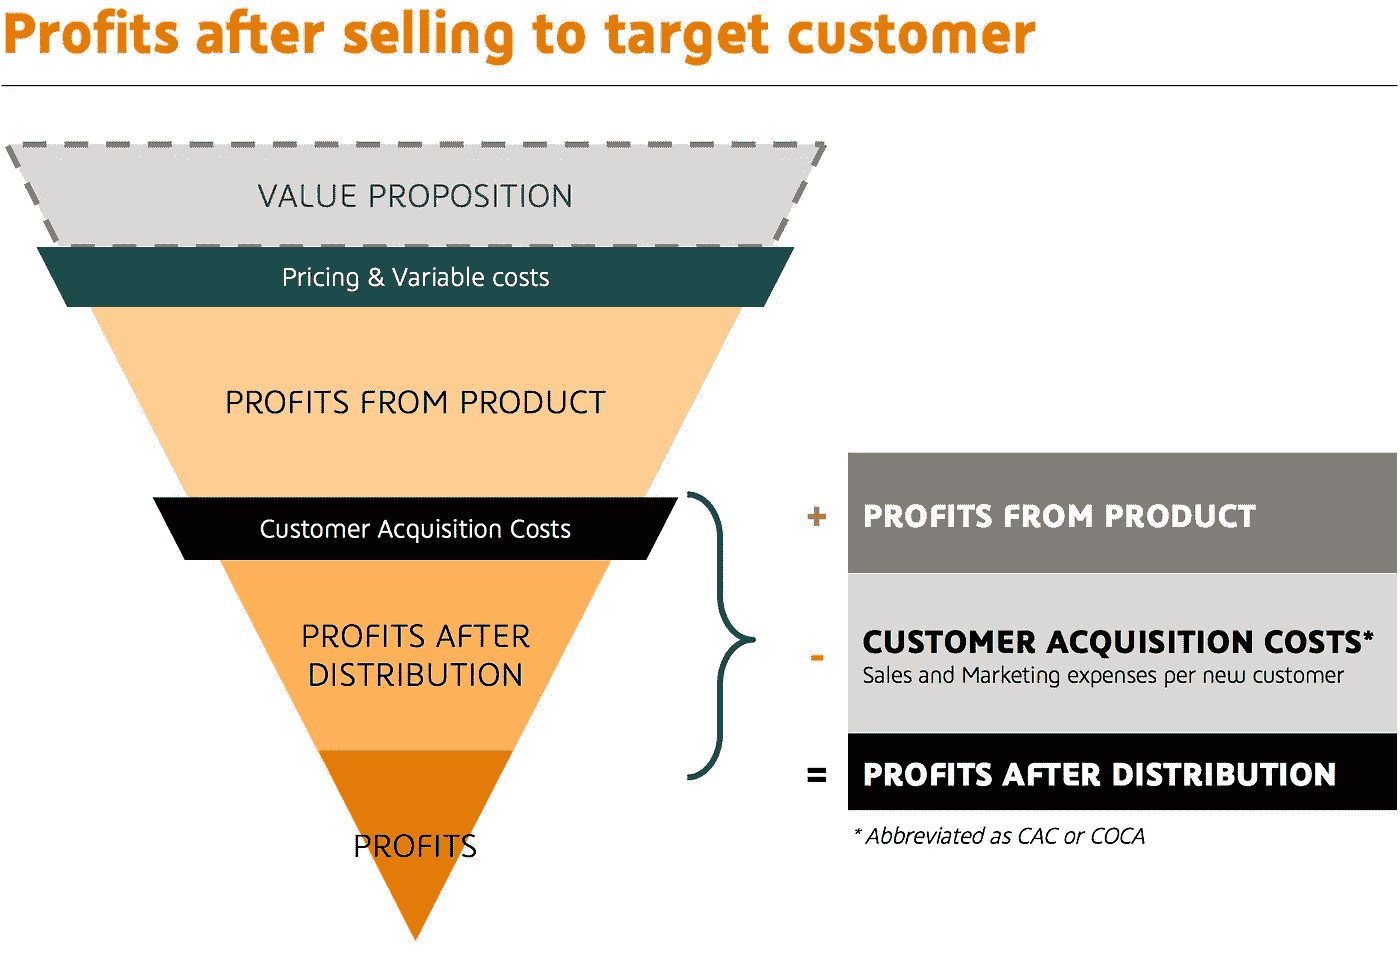 Profits after selling to target customer
VALUE PROPOSITION
Pricing & Variable costs
PROFITS FROM PRODUCT
Customer Acquisition Costs
PROFITS AFTER
DISTRIBUTION
PROFITS
+ PROFITS FROM PRODUCT
- CUSTOMER ACQUISITION COSTS*
Sales and Marketing expenses per new customer
= PROFITS AFTER DISTRIBUTION
* Abbreviated as CAC or COCA